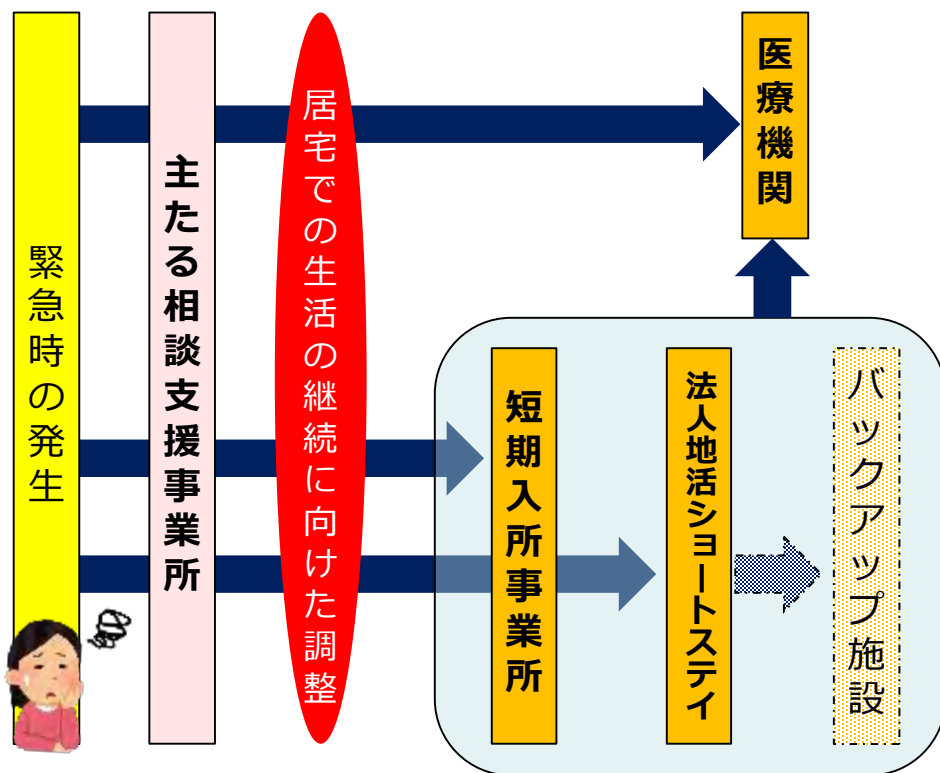 緊急時の発生
主たる相談支援事業所
居宅での生活の継続に向けた調整
医療機関
短期入所事業所
法人地活ショートステイ
バックアップ施設